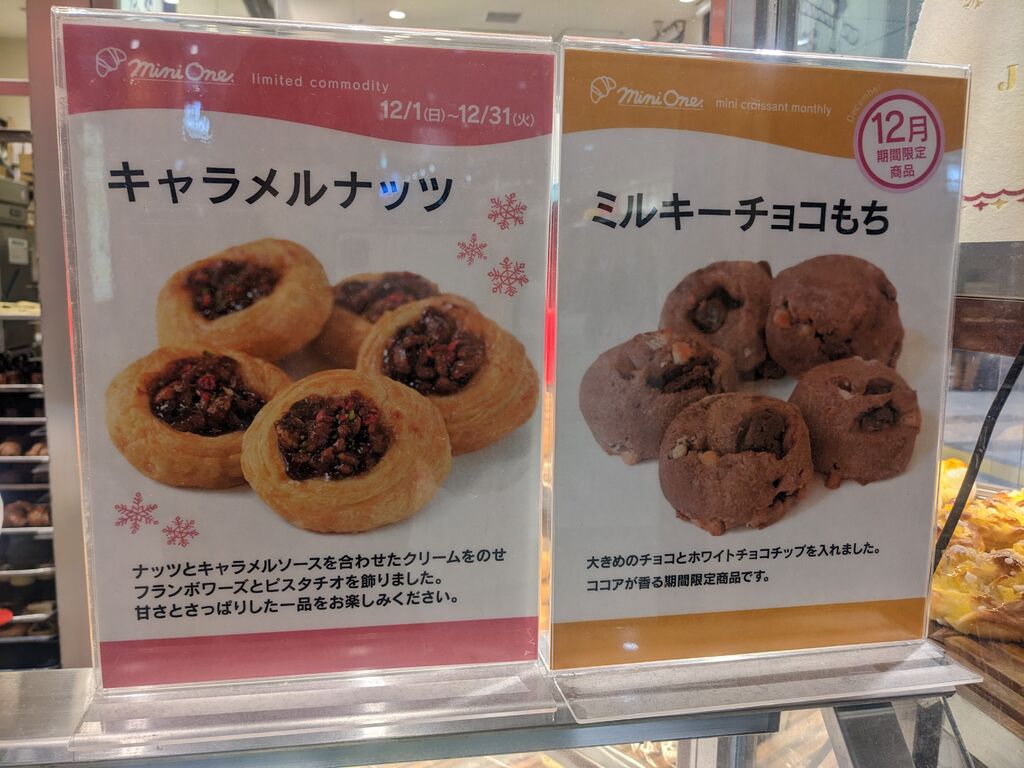 mini One.
limited commodity
12/1(日)~12/31(火)
キャラメルナッツ
ナッツとキャラメルソースを合わせたクリームをのせ
フランボワーズとピスタチオを飾りました。
甘さとさっぱりした一品をお楽しみください。
mini One.
mini croissant monthly
December
12月
期間限定
商品
ミルキーチョコもち
大きめのチョコとホワイトチョコチップを入れました。
ココアが香る期間限定商品です。
J